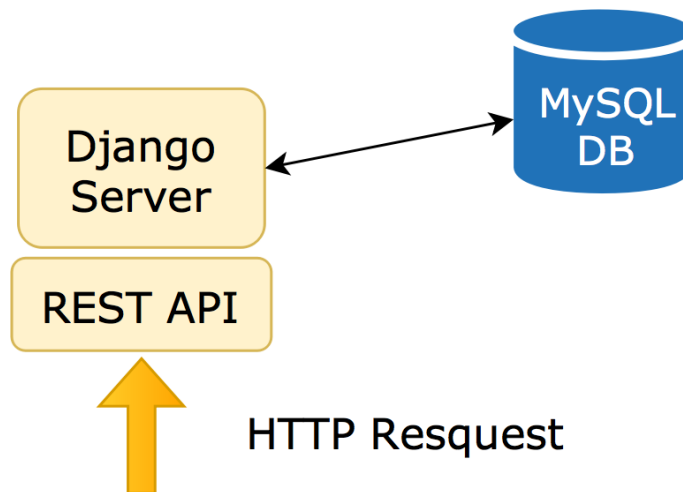 Django
Server
MySQL
DB
REST API
HTTP Resquest